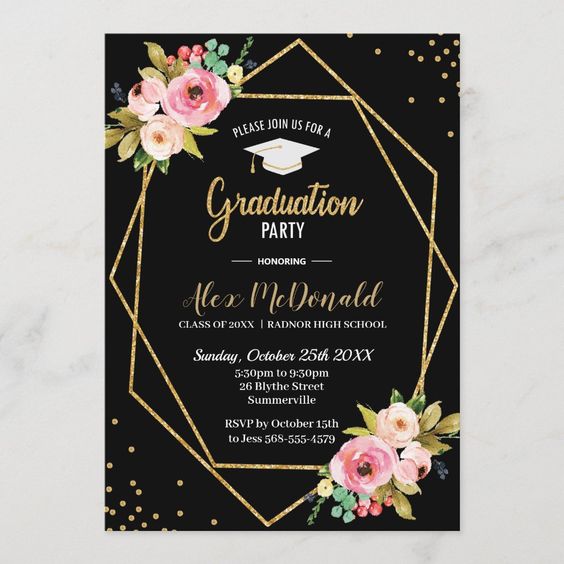 PLEASE JOIN US FOR A
Graduation
PARTY
HONORING
Alex McDonald
CLASS OF 20XX | RADNOR HIGH SCHOOL
Sunday, October 25th 20XX
5:30pm to 9:30pm
26 Blythe Street
Summerville
RSVP by October 15th
to Jess 568-555-4579